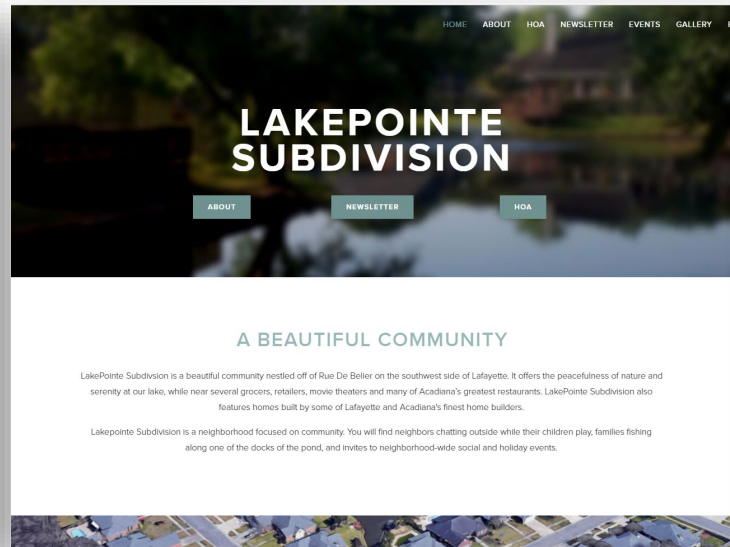 HOME ABOUT HOA NEWSLETTER EVENTS GALLERY
LAKEPOINTE
SUBDIVISION
ABOUT NEWSLETTER HOA
A BEAUTIFUL COMMUNITY
LakePointe Subdivsion is a beautiful community nestled off of Rue De Belier on the southwest side of Lafayette. It offers the peacefulness of nature and
serenity at our lake, while near several grocers, retailers, movie theaters and many of Acadiana's greatest restaurants. LakePointe Subdivision also
features homes built by some of Lafayette and Acadiana's finest home builders.
Lakepointe Subdivision is a neighborhood focused on community. You will find neighbors chatting outside while their children play, families fishing
along one of the docks of the pond, and invites to neighborhood-wide social and holiday events.